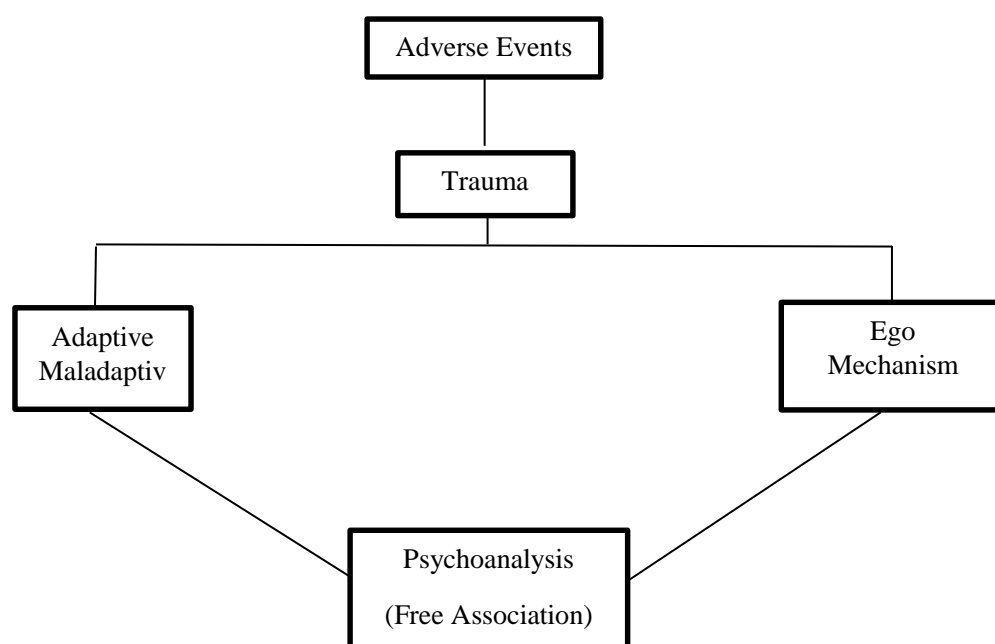 Adverse Events
Trauma
Adaptive
Maladaptiv
Ego
Mechanism
Psychoanalysis
(Free Association)